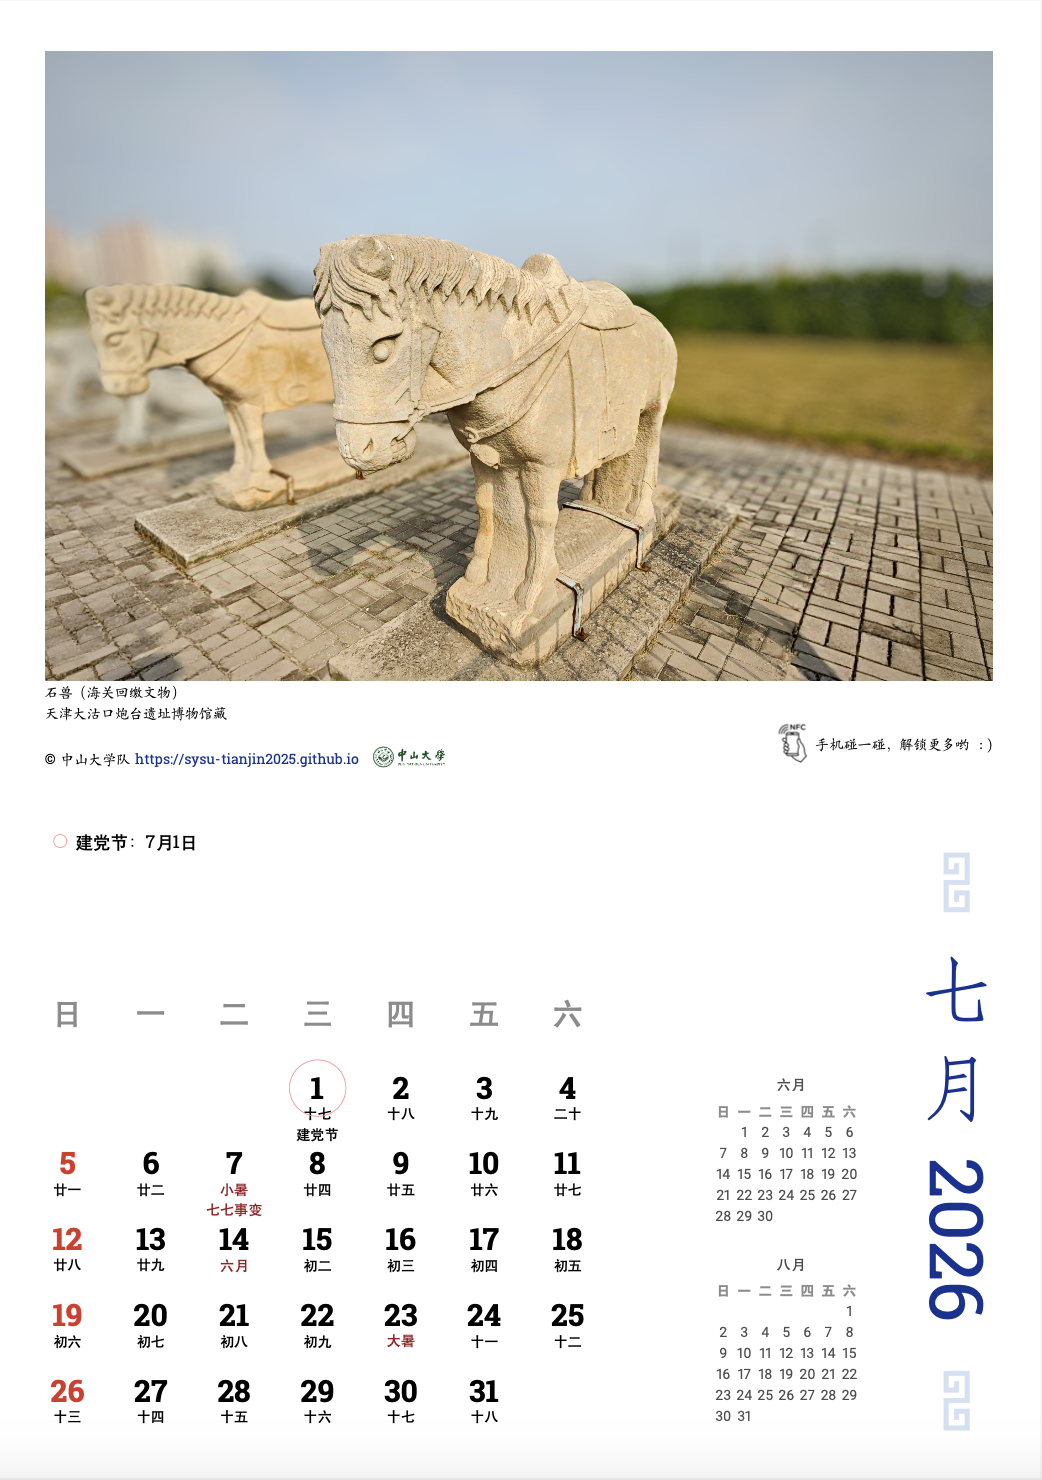 石兽（海关回缴文物）
天津大沽口炮台遗址博物馆藏
© 中山大学队 https://sysu-tianjin2025.github.io 中山大學
NFC
手机碰一碰，解锁更多哟 ：)
建党节：7月1日
七月 2026
日 一 二 三 四 五 六
1 2 3 4
十七 十八 十九 二十
建党节
5 6 7 8 9 10 11
廿一 廿二 小暑 廿四 廿五 廿六 廿七
七七事变
12 13 14 15 16 17 18
廿八 廿九 六月 初二 初三 初四 初五
19 20 21 22 23 24 25
初六 初七 初八 初九 大暑 十一 十二
26 27 28 29 30 31
十三 十四 十五 十六 十七 十八
六月
日 一 二 三 四 五 六
1 2 3 4 5 6
7 8 9 10 11 12 13
14 15 16 17 18 19 20
21 22 23 24 25 26 27
28 29 30
八月
日 一 二 三 四 五 六
1
2 3 4 5 6 7 8
9 10 11 12 13 14 15
16 17 18 19 20 21 22
23 24 25 26 27 28 29
30 31